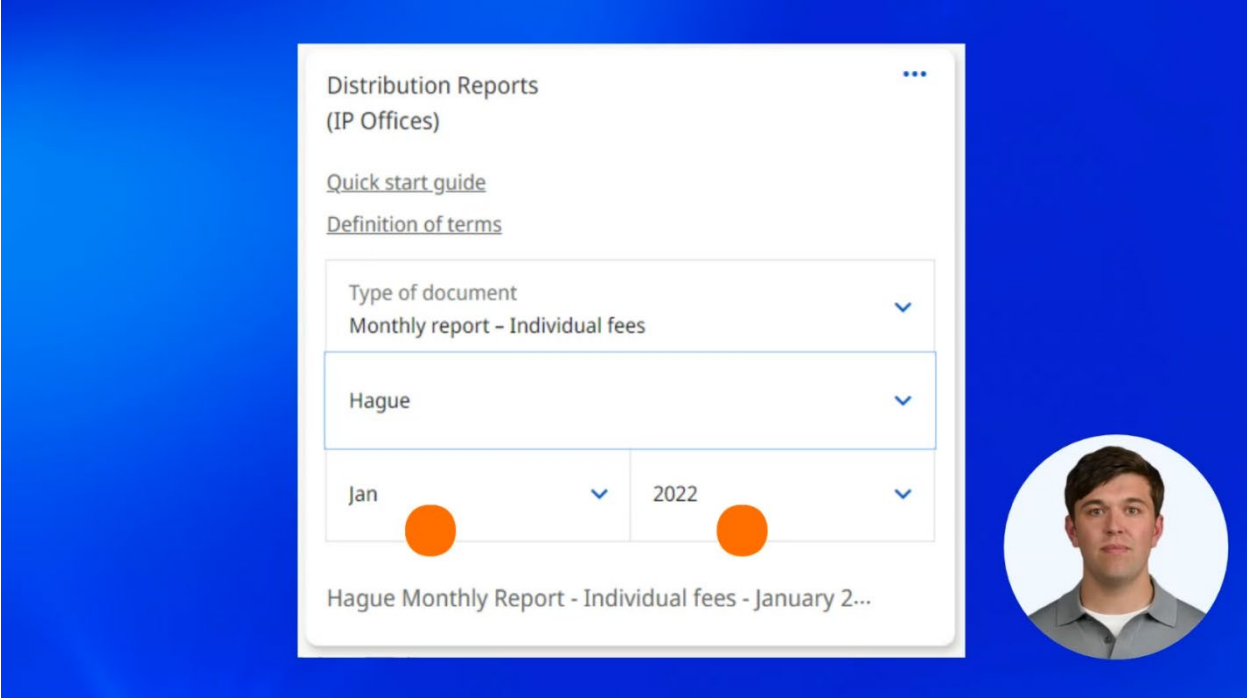 Distribution Reports
(IP Offices)
Quick start guide
Definition of terms
Type of document
Monthly report – Individual fees
Hague
Jan
2022
Hague Monthly Report - Individual fees - January 2...